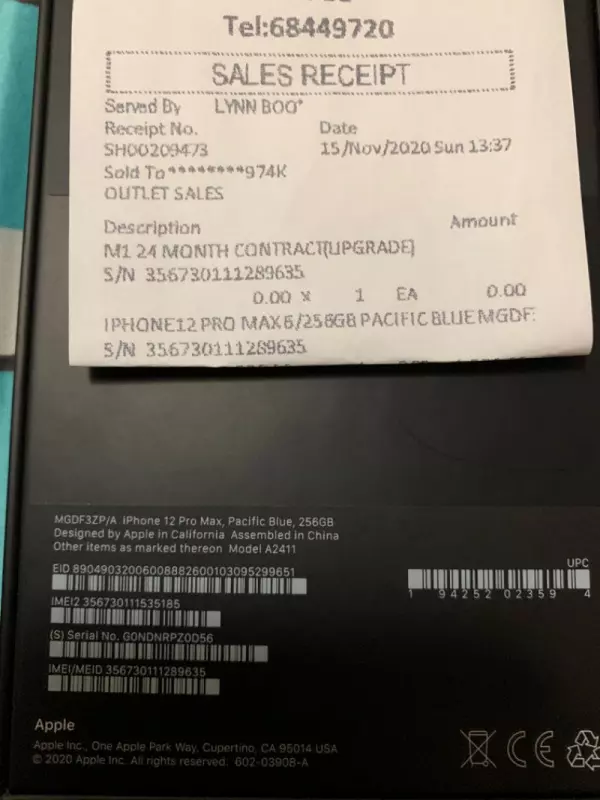 Tel:68449720
SALES RECEIPT
Served By LYNN BOO*
Receipt No. Date
SH00209473 15/Nov/2020 Sun 13:37
Sold To********974K
OUTLET SALES
Description Amount
M1 24 MONTH CONTRACT(UPGRADE)
S/N 356730111289635
0.00 X 1 EA 0.00
IPHONE12 PRO MAX6/256GB PACIFIC BLUE MGDF:
S/N 356730111289635
MGDF3ZP/A iPhone 12 Pro Max, Pacific Blue, 256GB
Designed by Apple in California Assembled in China
Other items as marked thereon Model A2411
EID 89049032006008882600103095299651
UPC
1 94252 02359 4
IMEI2 356730111535185
(S) Serial No. G0NDNRPZ0D56
IMEI/MEID 356730111289635
Apple
Apple Inc., One Apple Park Way, Cupertino, CA 95014 USA
© 2020 Apple Inc. All rights reserved. 602-03908-A
CE